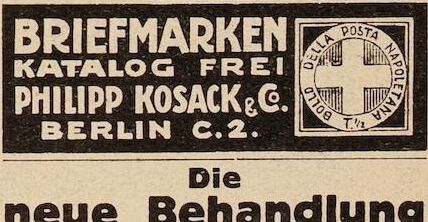 BRIEFMARKEN
KATALOG FREI
PHILIPP KOSACK & Co.
BERLIN C.2.
BOLLO DELLA POSTA NAPOLETANA
T. 1/2
Die
neue Behandlung